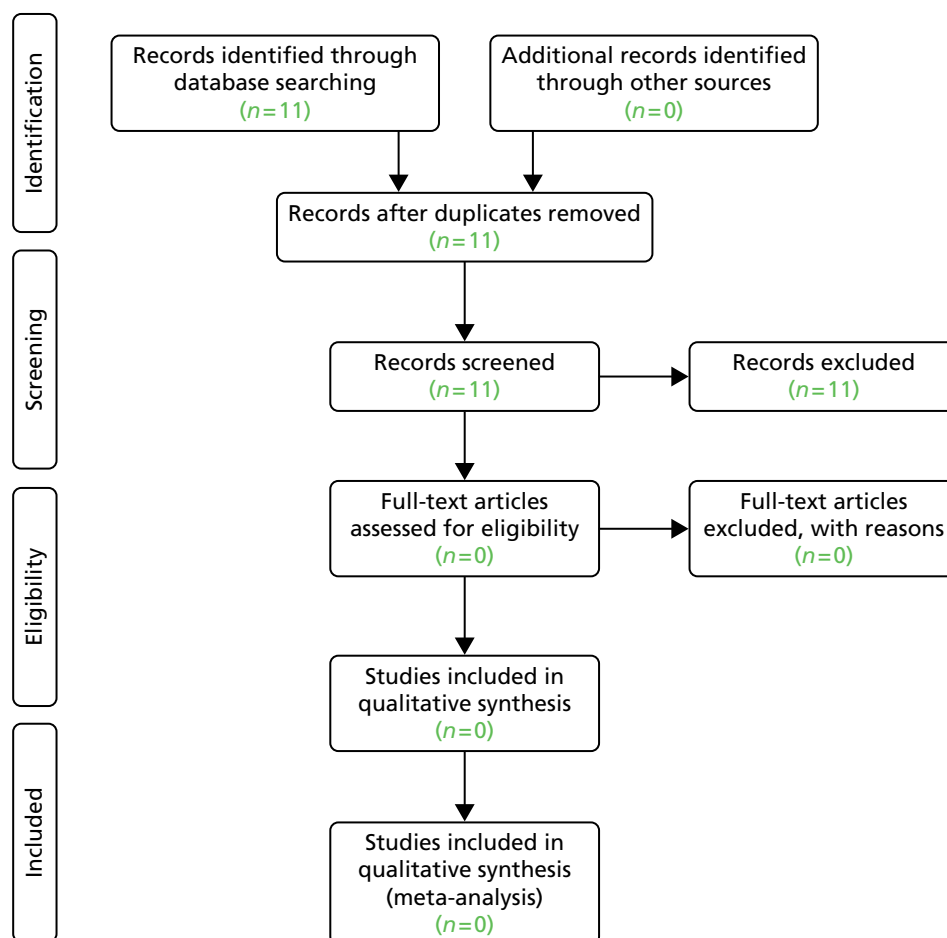 Identification
Records identified through
database searching
(n=11)
Additional records identified
through other sources
(n=0)
Records after duplicates removed
(n=11)
Screening
Records screened
(n=11)
Records excluded
(n=11)
Eligibility
Full-text articles
assessed for eligibility
(n=0)
Full-text articles
excluded, with reasons
(n=0)
Studies included in
qualitative synthesis
(n=0)
Included
Studies included in
qualitative synthesis
(meta-analysis)
(n=0)